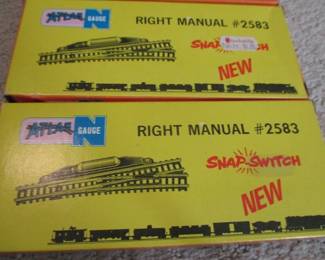 ATLAS N GAUGE
RIGHT MANUAL #2583
SNAP-SWITCH
NEW
ATLAS N GAUGE
RIGHT MANUAL #2583
SNAP-SWITCH
NEW